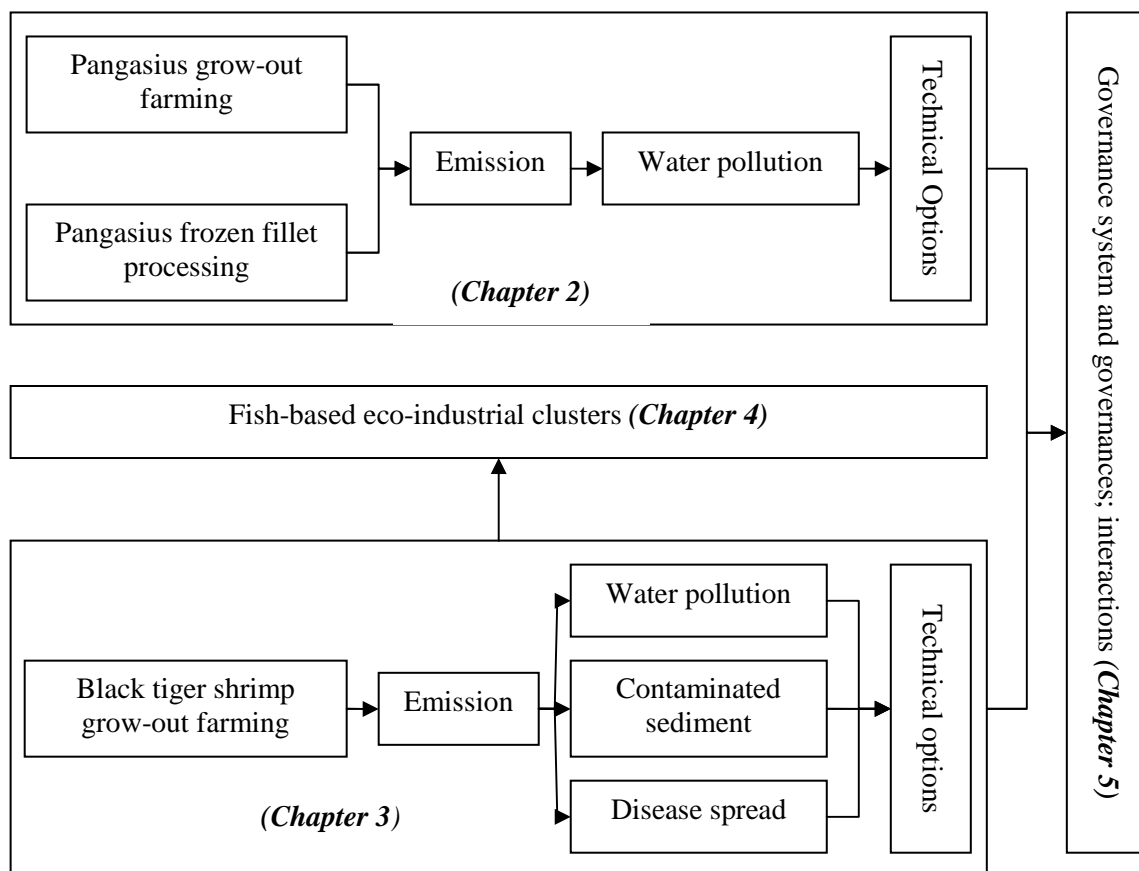 Pangasius grow-out
farming
Pangasius frozen fillet
processing
Emission
Water pollution
Technical Options
(Chapter 2)
Fish-based eco-industrial clusters (Chapter 4)
Black tiger shrimp
grow-out farming
Emission
Water pollution
Contaminated
sediment
Disease spread
Technical options
(Chapter 3)
Governance system and governances; interactions (Chapter 5)